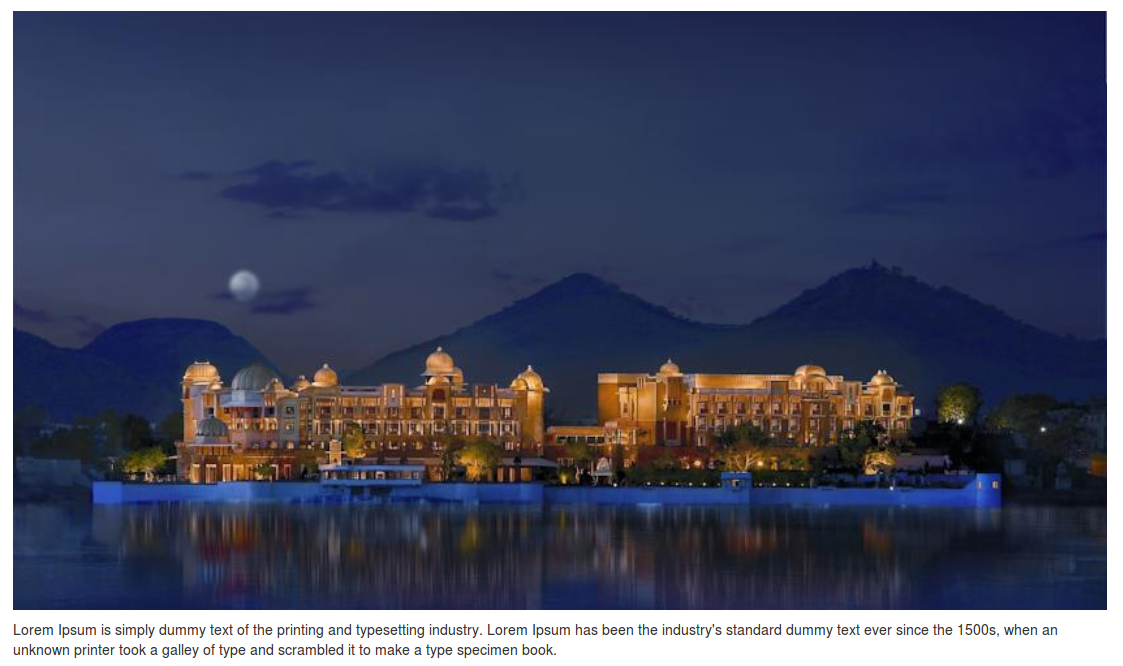 Lorem Ipsum is simply dummy text of the printing and typesetting industry. Lorem Ipsum has been the industry's standard dummy text ever since the 1500s, when an
unknown printer took a galley of type and scrambled it to make a type specimen book.